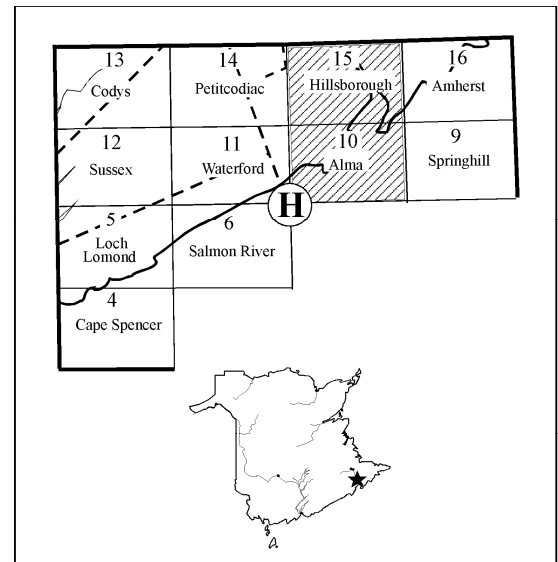 13
Codys
14
Petitcodiac
15
Hillsborough
16
Amherst
12
Sussex
11
Waterford
10
Alma
9
Springhill
5
Loch
Lomond
6
Salmon River
H
4
Cape Spencer